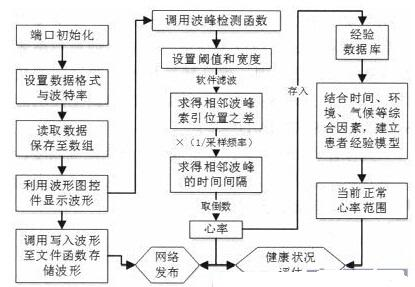 端口初始化
设置数据格式
与波特率
读取数据
保存至数组
利用波形图控
件显示波形
调用写入波形
至文件函数存
储波形
调用波峰检测函数
设置阈值和宽度
软件滤波
求得相邻波峰
索引位置之差
×（1/采样频率）
求得相邻波峰
的时间间隔
取倒数
心率
网络
发布
存入
经验
数据库
结合时间、环
境、气候等综
合因素，建立
患者经验模型
当前正常
心率范围
健康状况
评估